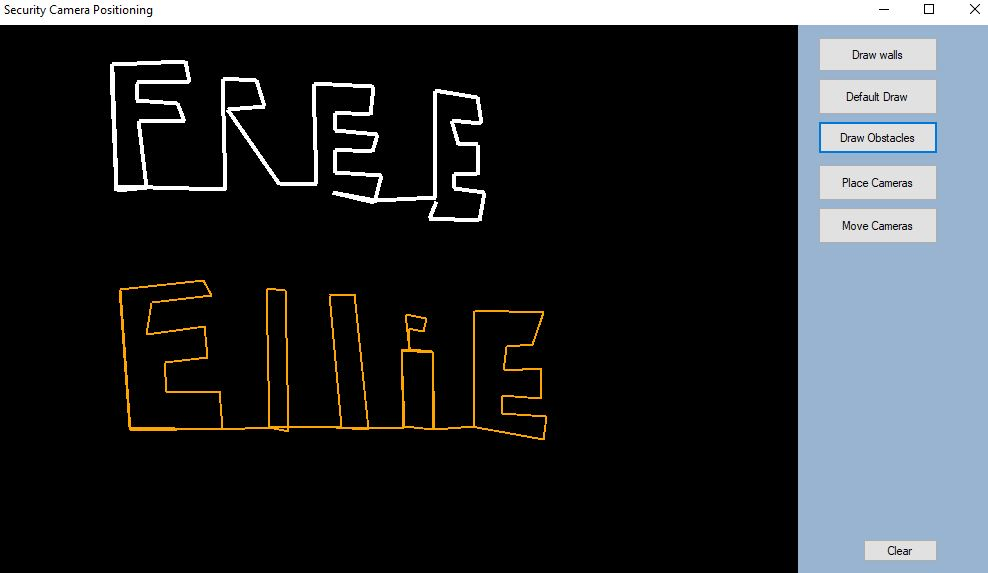 Security Camera Positioning
FREE
ElliE
Draw walls
Default Draw
Draw Obstacles
Place Cameras
Move Cameras
Clear